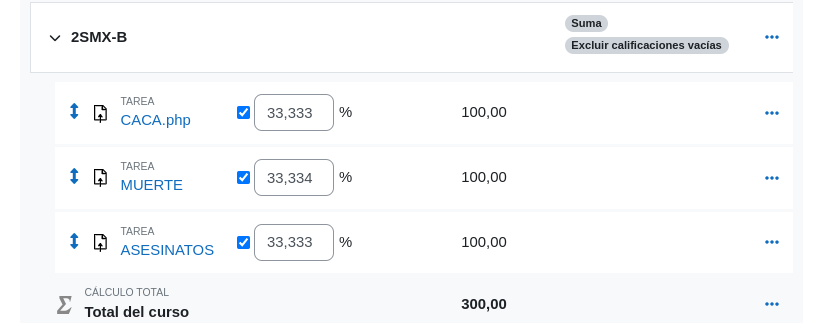 2SMX-B
Suma
Excluir calificaciones vacías
TAREA
CACA.php
33,333 %
100,00
TAREA
MUERTE
33,334 %
100,00
TAREA
ASESINATOS
33,333 %
100,00
CÁLCULO TOTAL
Total del curso
300,00